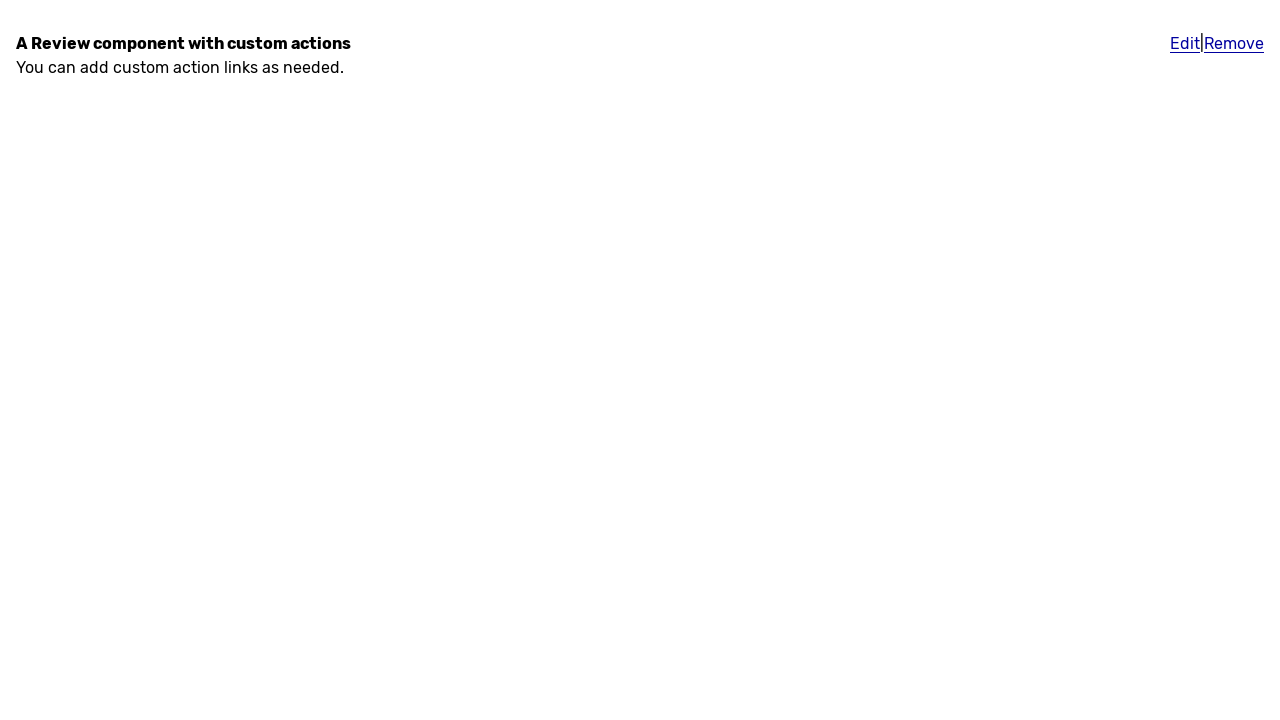 A Review component with custom actions
Edit|Remove
You can add custom action links as needed.